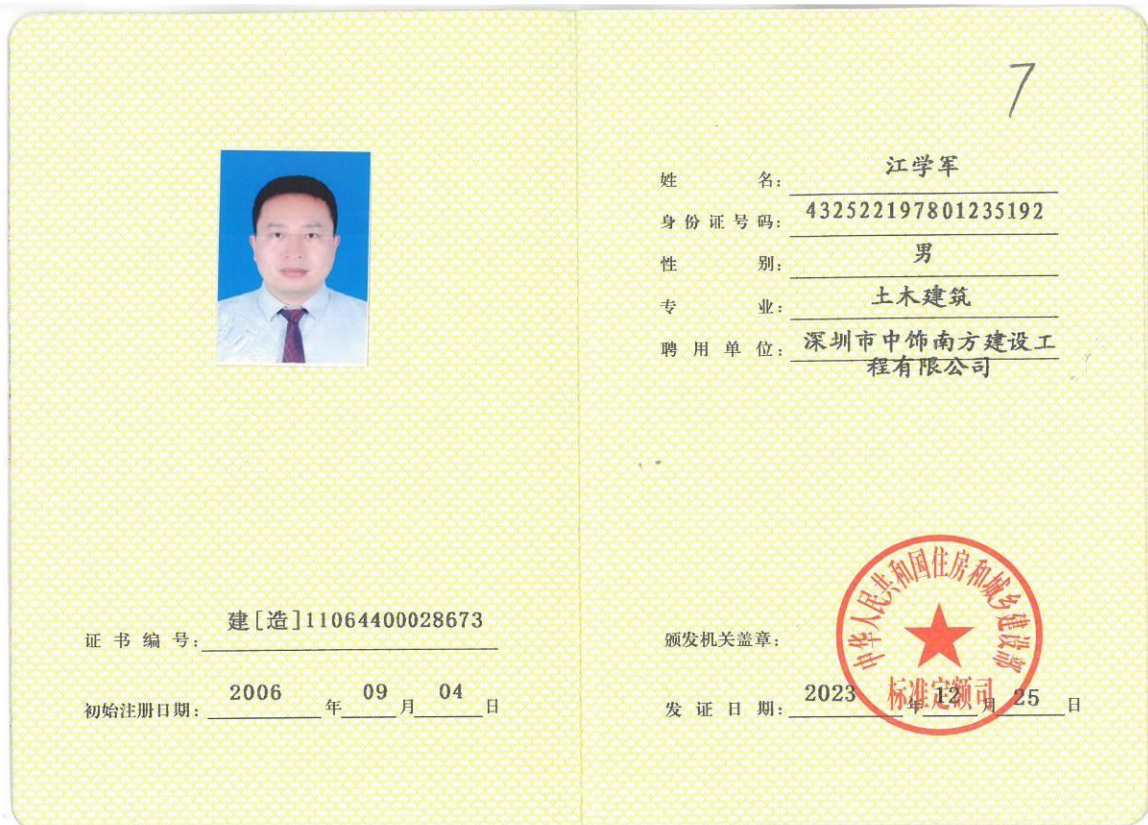 7
姓 名: 江学军
身份证号码: 432522197801235192
性 别: 男
专 业: 土木建筑
聘用单位: 深圳市中饰南方建设工
程有限公司
证书编号: 建[造]11064400028673
初始注册日期: 2006 年 09 月 04 日
颁发机关盖章:
中华人民共和国住房和城乡建设部
标准定额司
发证日期: 2023 年 12 月 25 日